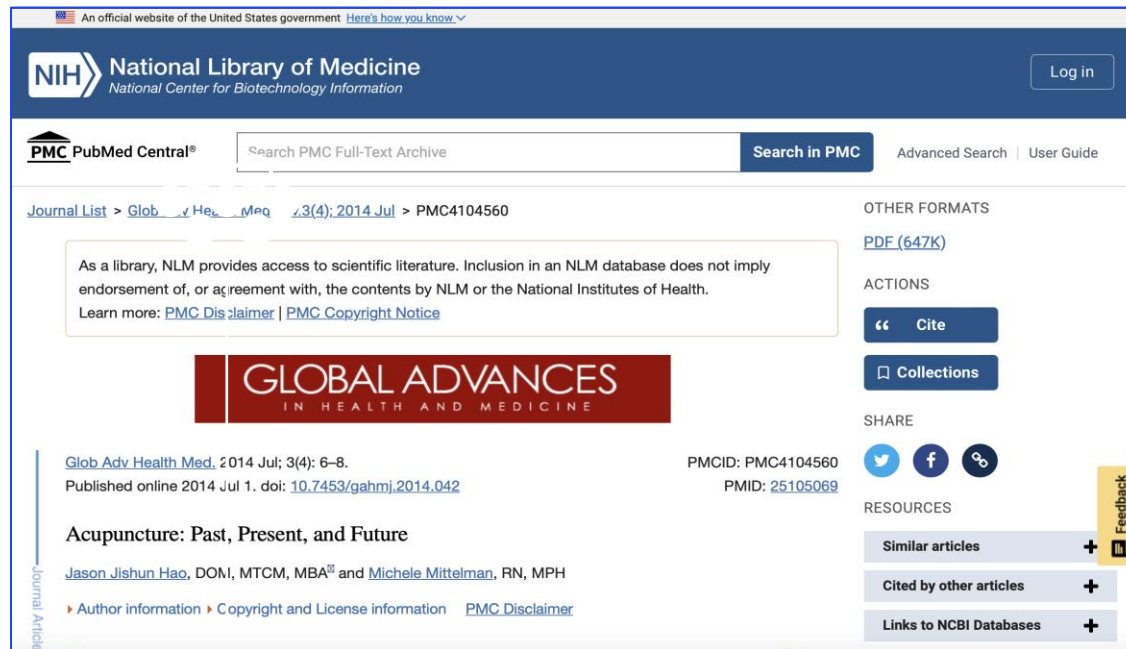 An official website of the United States government Here's how you know
NIH National Library of Medicine
National Center for Biotechnology Information
Log in
PMC PubMed Central®
Search PMC Full-Text Archive
Search in PMC
Advanced Search | User Guide
Journal List > Glob Adv Health Med v.3(4); 2014 Jul > PMC4104560
As a library, NLM provides access to scientific literature. Inclusion in an NLM database does not imply
endorsement of, or agreement with, the contents by NLM or the National Institutes of Health.
Learn more: PMC Disclaimer | PMC Copyright Notice
GLOBAL ADVANCES
IN HEALTH AND MEDICINE
Glob Adv Health Med. 2014 Jul; 3(4): 6–8.
PMCID: PMC4104560
Published online 2014 Jul 1. doi: 10.7453/gahmj.2014.042
PMID: 25105069
Acupuncture: Past, Present, and Future
Jason Jishun Hao, DOM, MTCM, MBA and Michele Mittelman, RN, MPH
Author information Copyright and License information PMC Disclaimer
Journal Article
OTHER FORMATS
PDF (647K)
ACTIONS
Cite
Collections
SHARE
RESOURCES
Similar articles +
Cited by other articles +
Links to NCBI Databases +
Feedback